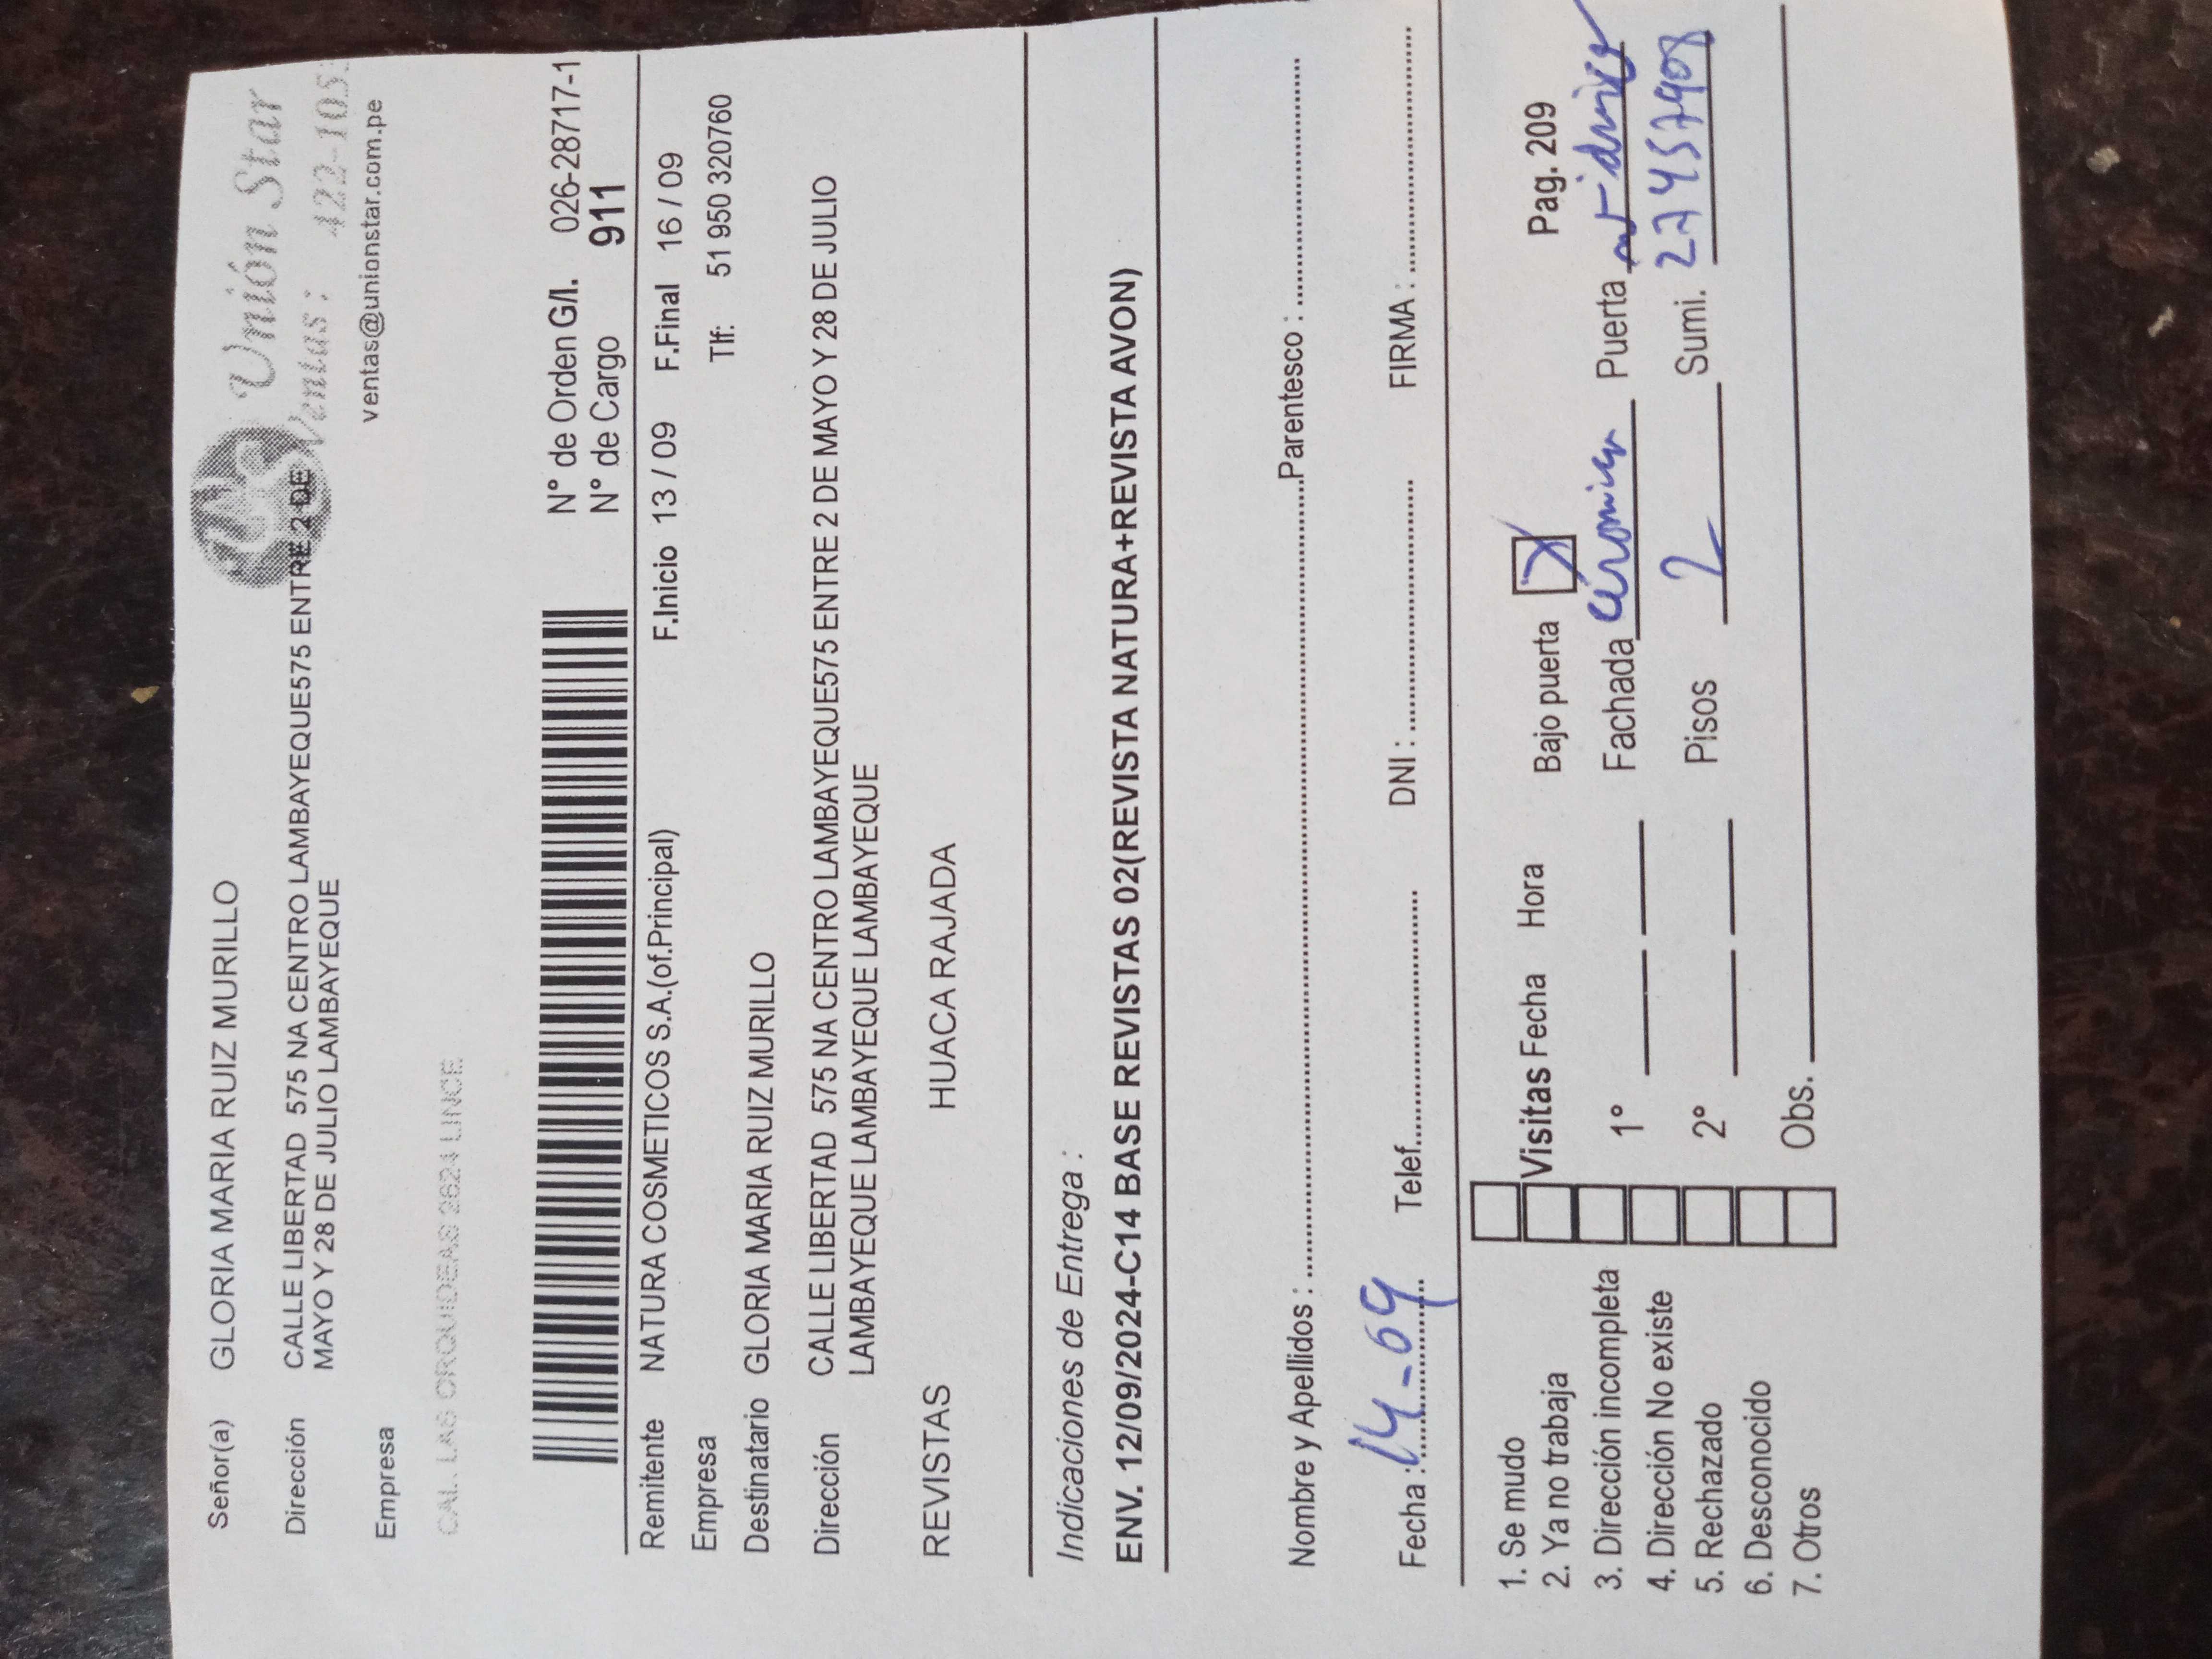 Señor(a) GLORIA MARIA RUIZ MURILLO
Unión Star
Dirección CALLE LIBERTAD 575 NA CENTRO LAMBAYEQUE575 ENTRE 2 DE
MAYO Y 28 DE JULIO LAMBAYEQUE
Ventas: 422-105
ventas@unionstar.com.pe
Empresa
CAL. LAS ORQUIDEAS 2624 LINCE
N° de Orden G/I. 026-28717-1
N° de Cargo 911
Remitente NATURA COSMETICOS S.A.(of.Principal) F.Inicio 13 / 09 F.Final 16 / 09
Empresa Tlf: 51 950 320760
Destinatario GLORIA MARIA RUIZ MURILLO
Dirección CALLE LIBERTAD 575 NA CENTRO LAMBAYEQUE575 ENTRE 2 DE MAYO Y 28 DE JULIO
LAMBAYEQUE LAMBAYEQUE LAMBAYEQUE
REVISTAS HUACA RAJADA
Indicaciones de Entrega :
ENV. 12/09/2024-C14 BASE REVISTAS 02(REVISTA NATURA+REVISTA AVON)
Nombre y Apellidos : Parentesco :
Fecha : 14-09 Telef. DNI : FIRMA :
1. Se mudo
2. Ya no trabaja
3. Dirección incompleta
4. Dirección No existe
5. Rechazado
6. Desconocido
7. Otros
Visitas Fecha Hora Bajo puerta X Pag. 209
1° Fachada Puerta
2° Pisos 2 Sumi.
Obs.